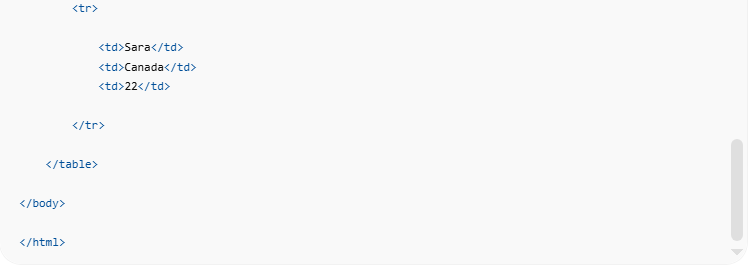 <tr>
<td>Sara</td>
<td>Canada</td>
<td>22</td>
</tr>
</table>
</body>
</html>